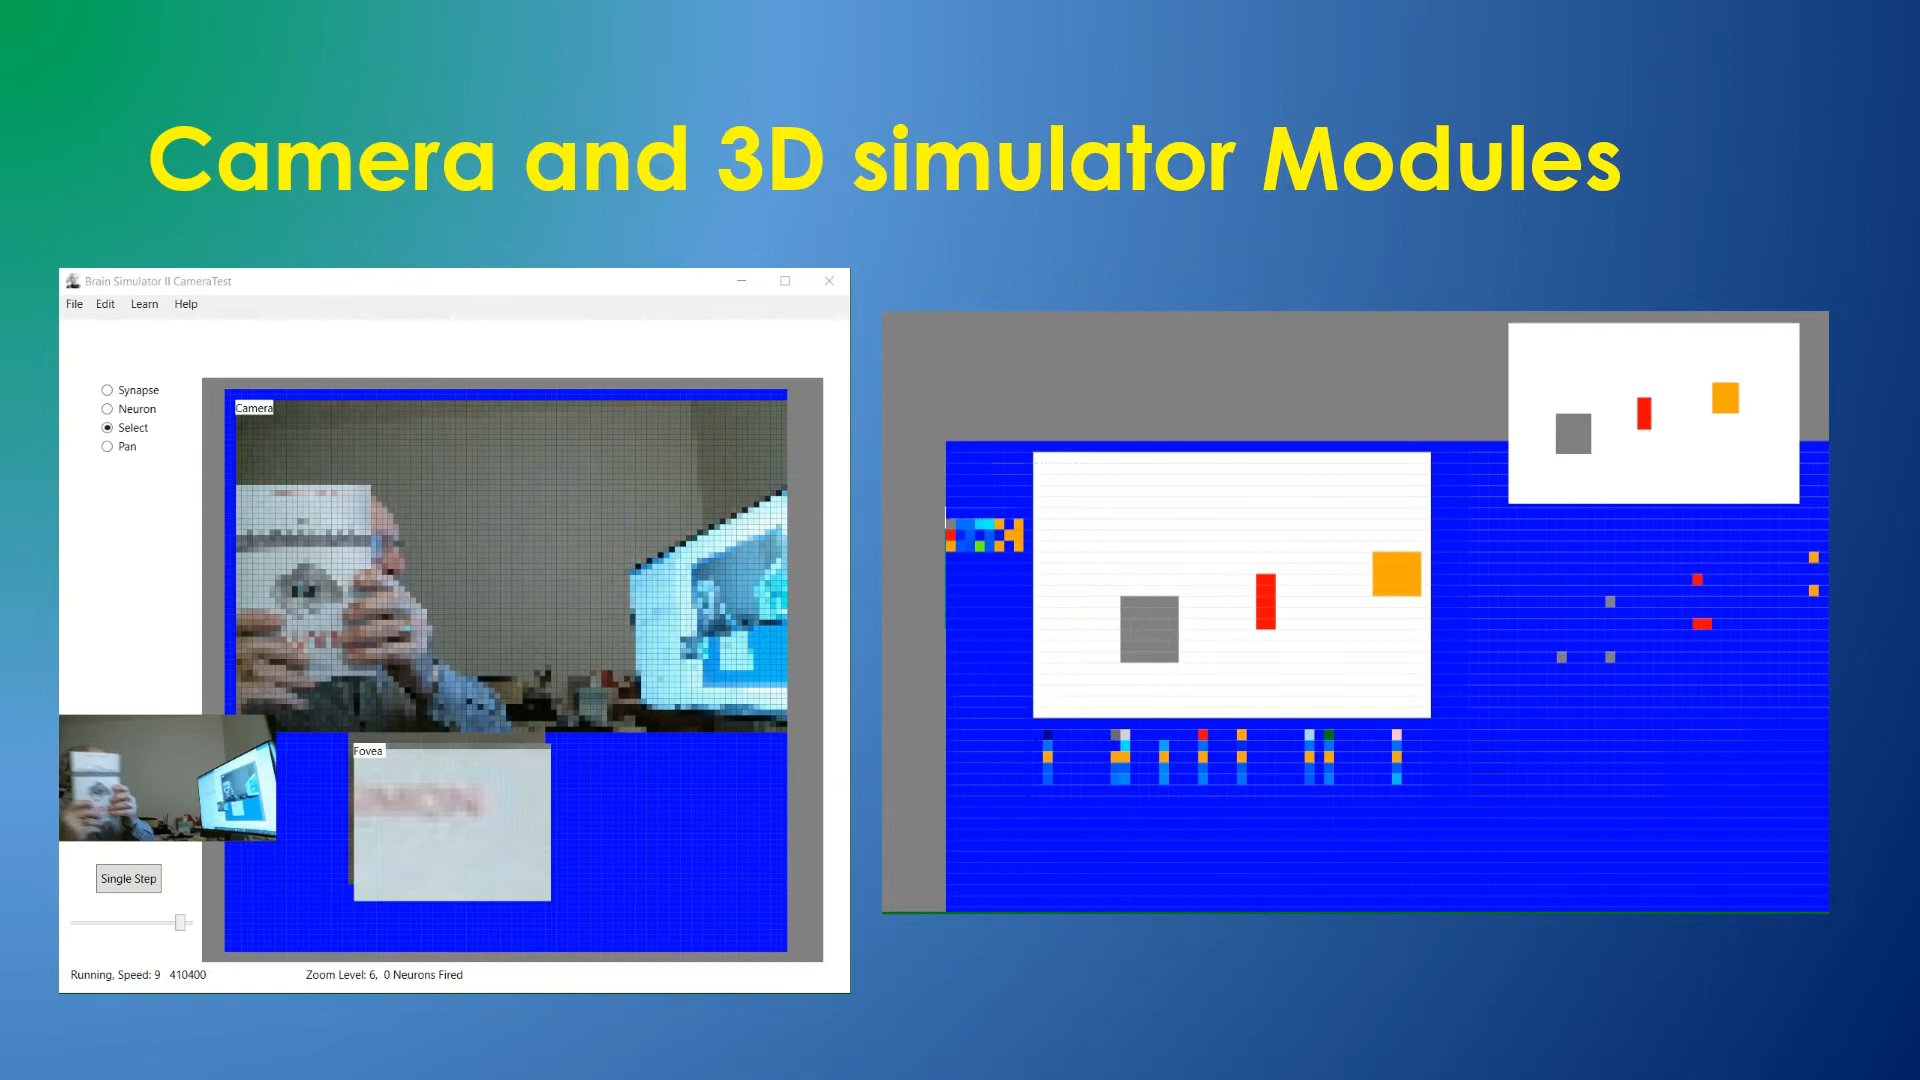 Camera and 3D simulator Modules
Brain Simulator II CameraTest
File Edit Learn Help
Synapse
Neuron
Select
Pan
Camera
Fovea
Single Step
Running, Speed: 9 410400
Zoom Level: 6, 0 Neurons Fired